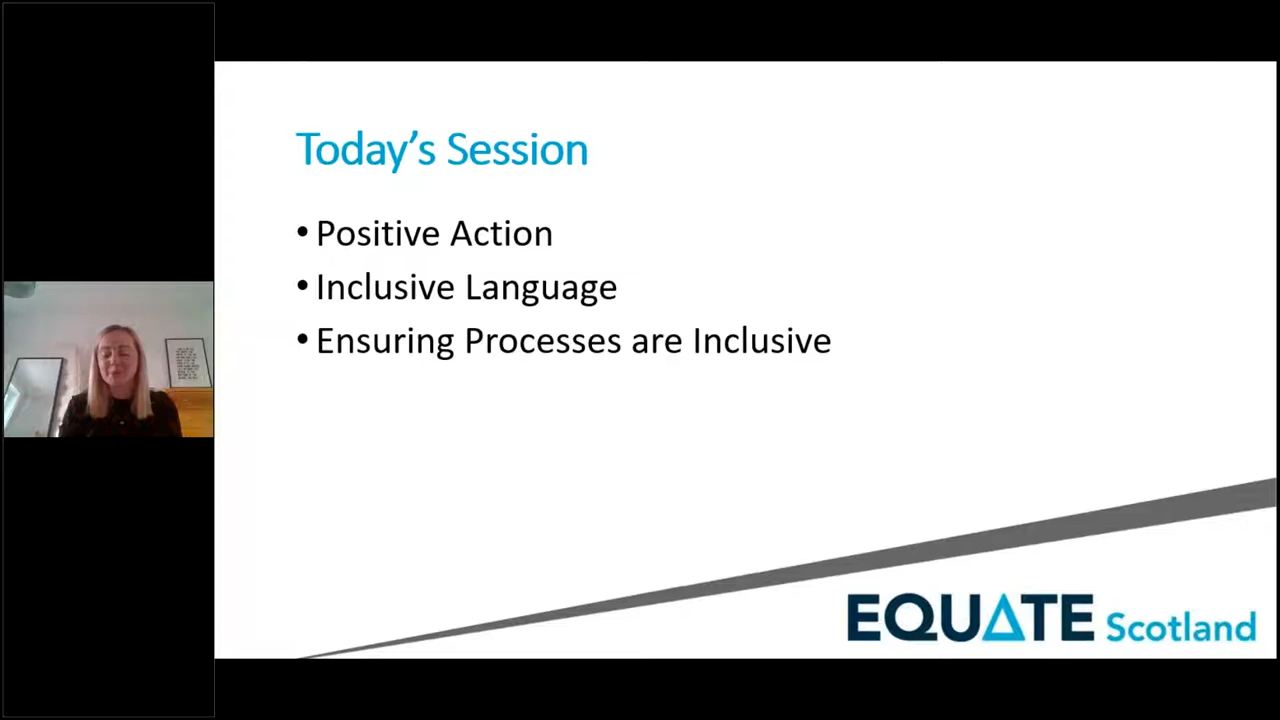 Today's Session
• Positive Action
• Inclusive Language
• Ensuring Processes are Inclusive
EQUATE Scotland